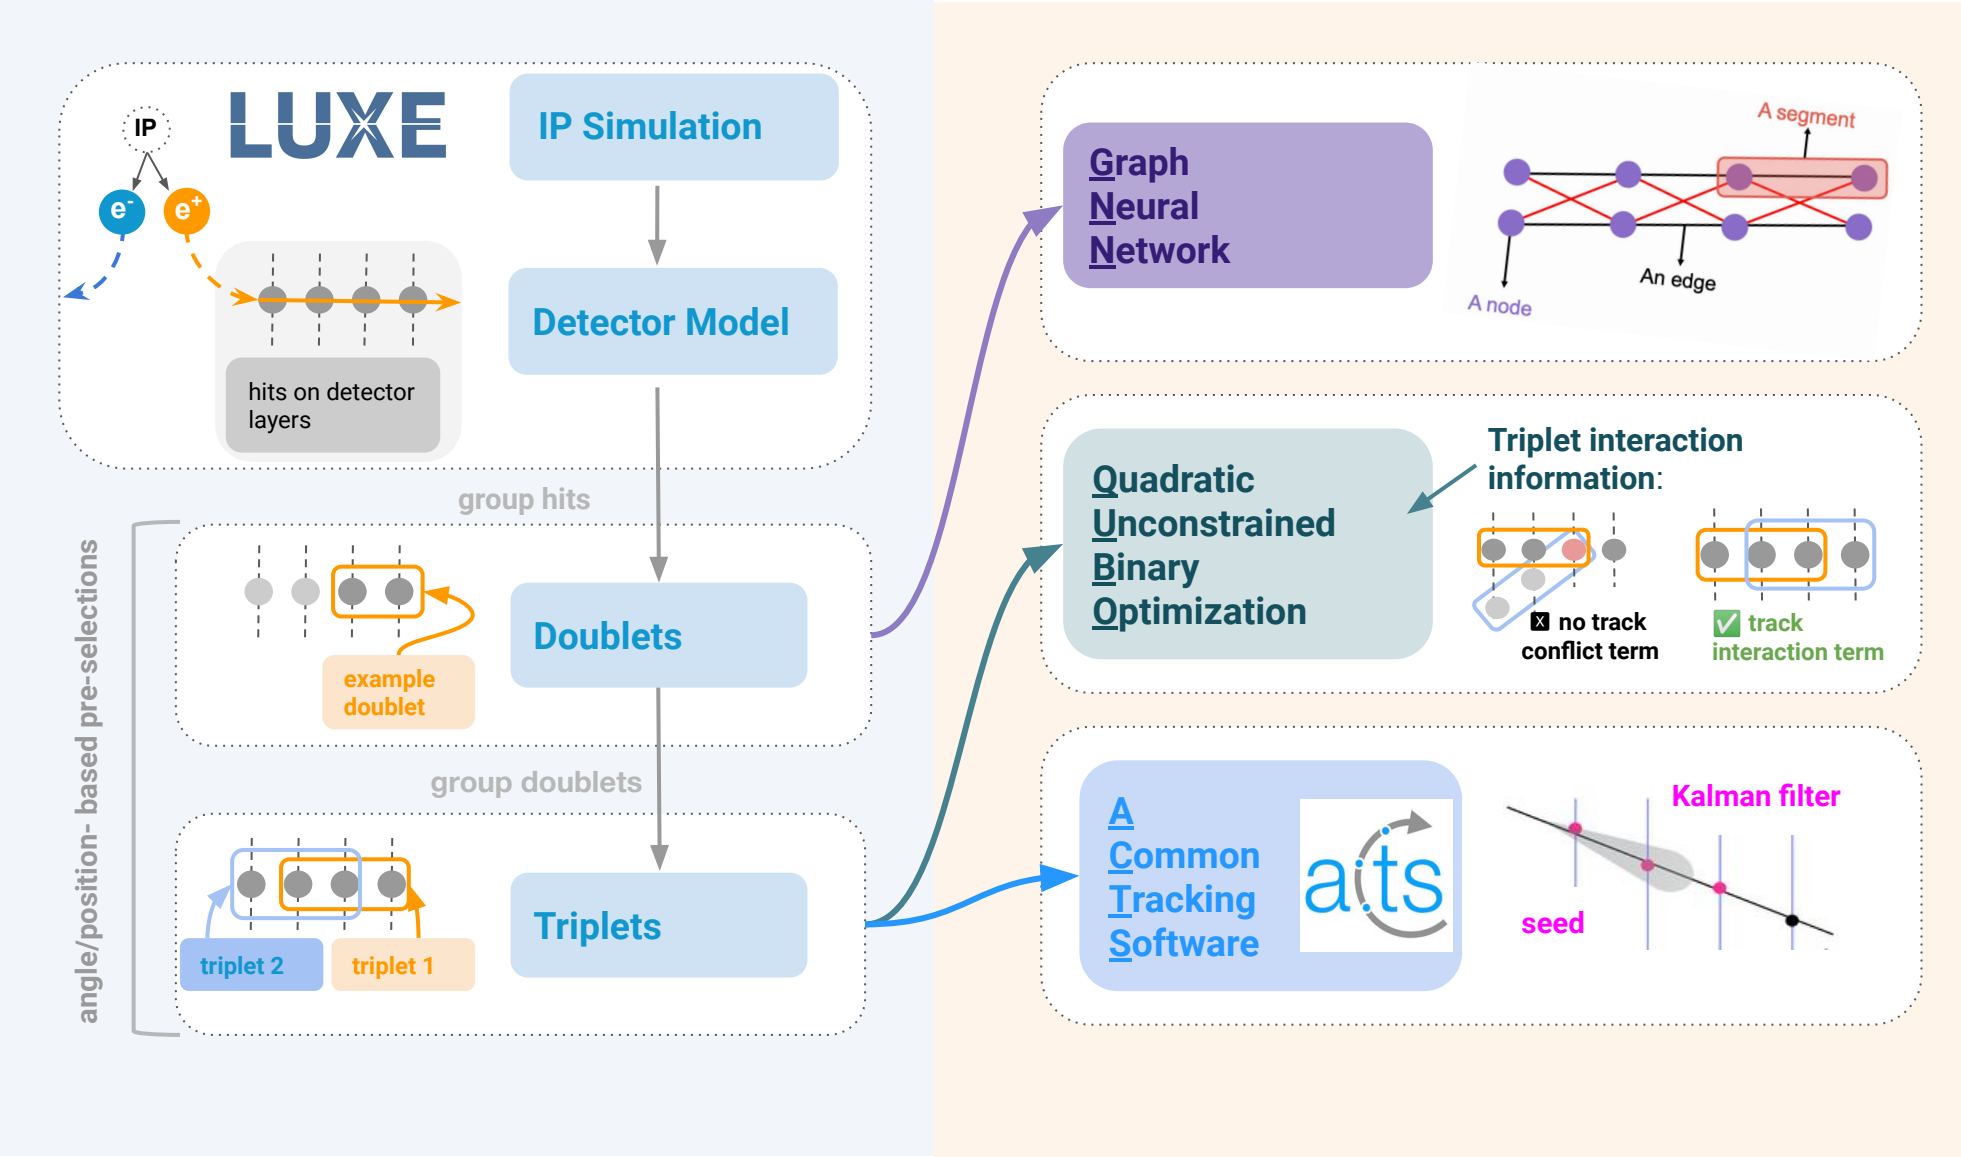 LUXE
IP
e-
e+
hits on detector
layers
IP Simulation
Detector Model
group hits
angle/position- based pre-selections
example
doublet
Doublets
group doublets
triplet 2
triplet 1
Triplets
Graph
Neural
Network
A segment
An edge
A node
Quadratic
Unconstrained
Binary
Optimization
Triplet interaction
information:
X no track
conflict term
✅ track
interaction term
A
Common
Tracking
Software
acts
Kalman filter
seed